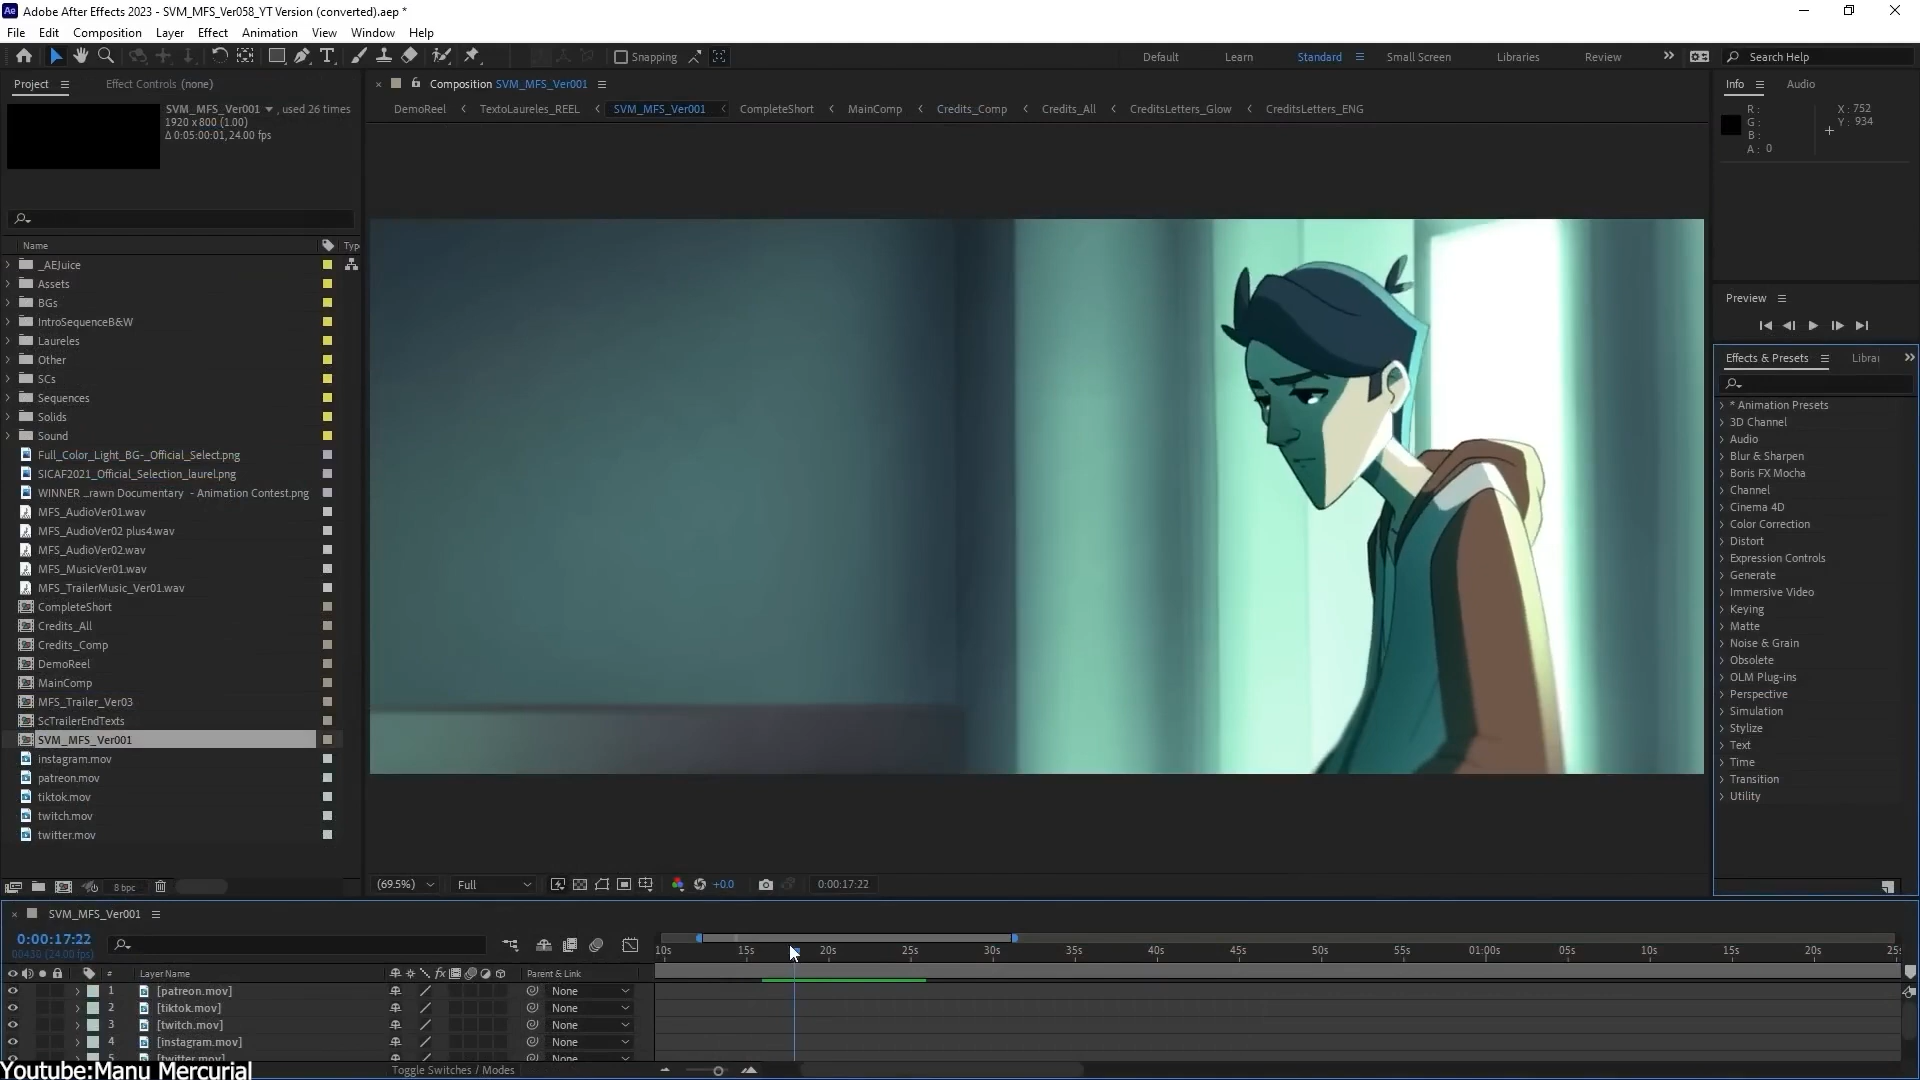 Adobe After Effects 2023 - SVM_MFS_Ver058_YT Version (converted).aep *
File Edit Composition Layer Effect Animation View Window Help
Snapping
Default Learn Standard Small Screen Libraries Review Search Help
Project Effect Controls (none)
SVM_MFS_Ver001 , used 26 times
1920 x 800 (1.00)
Δ 0:05:00:01, 24.00 fps
Name Typ
_AEJuice
Assets
BGs
IntroSequenceB&W
Laureles
Other
SCs
Sequences
Solids
Sound
Full_Color_Light_BG-_Official_Select.png
SICAF2021_Official_Selection_laurel.png
WINNER ...rawn Documentary - Animation Contest.png
MFS_AudioVer01.wav
MFS_AudioVer02 plus4.wav
MFS_AudioVer02.wav
MFS_MusicVer01.wav
MFS_TrailerMusic_Ver01.wav
CompleteShort
Credits_All
Credits_Comp
DemoReel
MainComp
MFS_Trailer_Ver03
ScTrailerEndTexts
SVM_MFS_Ver001
instagram.mov
patreon.mov
tiktok.mov
twitch.mov
twitter.mov
8 bpc
Composition SVM_MFS_Ver001
DemoReel TextoLaureles_REEL SVM_MFS_Ver001 CompleteShort MainComp Credits_Comp Credits_All CreditsLetters_Glow CreditsLetters_ENG
(69.5%) Full +0.0 0:00:17:22
Info Audio
R :
G :
B :
A : 0
X : 752
Y : 934
Preview
Effects & Presets Librar
* Animation Presets
3D Channel
Audio
Blur & Sharpen
Boris FX Mocha
Channel
Cinema 4D
Color Correction
Distort
Expression Controls
Generate
Immersive Video
Keying
Matte
Noise & Grain
Obsolete
OLM Plug-ins
Perspective
Simulation
Stylize
Text
Time
Transition
Utility
SVM_MFS_Ver001
0:00:17:22
00430 (24.00 fps)
10s 15s 20s 25s 30s 35s 40s 45s 50s 55s 01:00s 05s 10s 15s 20s 25s
# Layer Name Parent & Link
1 [patreon.mov] None
2 [tiktok.mov] None
3 [twitch.mov] None
4 [instagram.mov] None
5 [twitter.mov] None
Toggle Switches / Modes
Youtube:Manu Mercurial